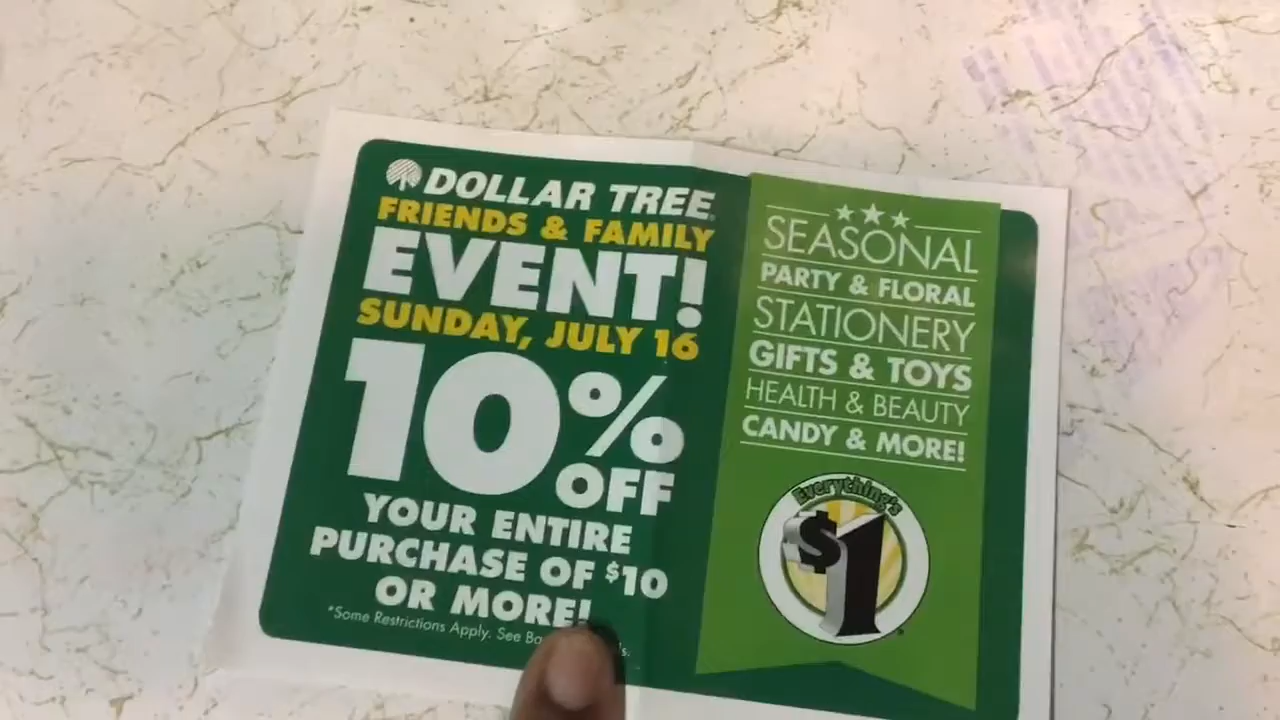 DOLLAR TREE
FRIENDS & FAMILY
EVENT!
SUNDAY, JULY 16
10%
OFF
YOUR ENTIRE
PURCHASE OF $10
OR MORE!
*Some Restrictions Apply. See
SEASONAL
PARTY & FLORAL
STATIONERY
GIFTS & TOYS
HEALTH & BEAUTY
CANDY & MORE!
Everything's
$1